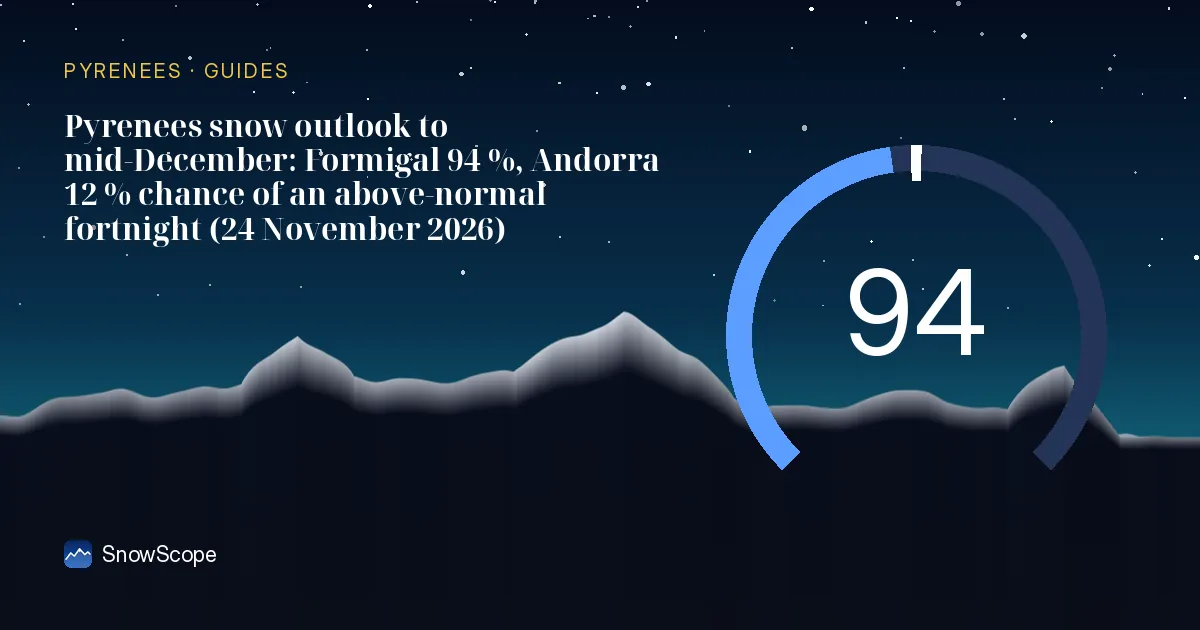 PYRENEES · GUIDES
Pyrenees snow outlook to
mid-December: Formigal 94 %, Andorra
12 % chance of an above-normal
fortnight (24 November 2026)
94
SnowScope